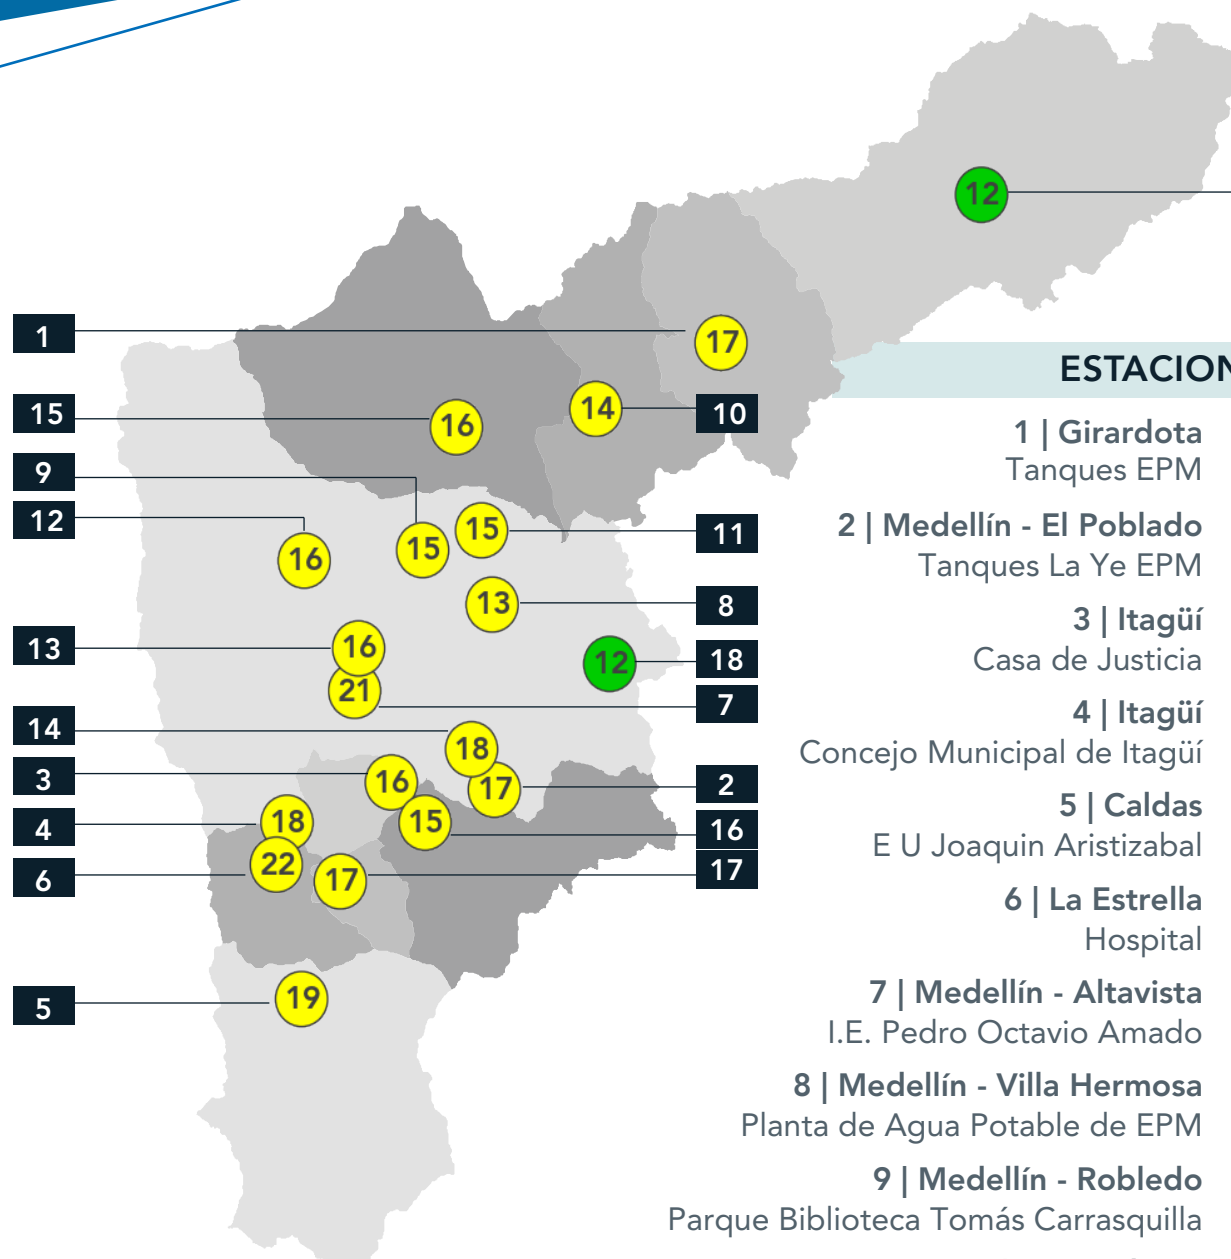 12
1
17
15
16
14
10
9
12
15
11
16
15
13
8
13
16
12
18
21
7
14
18
3
16
17
2
4
18
15
16
6
22
17
17
5
19
ESTACION
1 | Girardota
Tanques EPM
2 | Medellín - El Poblado
Tanques La Ye EPM
3 | Itagüí
Casa de Justicia
4 | Itagüí
Concejo Municipal de Itagüí
5 | Caldas
E U Joaquin Aristizabal
6 | La Estrella
Hospital
7 | Medellín - Altavista
I.E. Pedro Octavio Amado
8 | Medellín - Villa Hermosa
Planta de Agua Potable de EPM
9 | Medellín - Robledo
Parque Biblioteca Tomás Carrasquilla